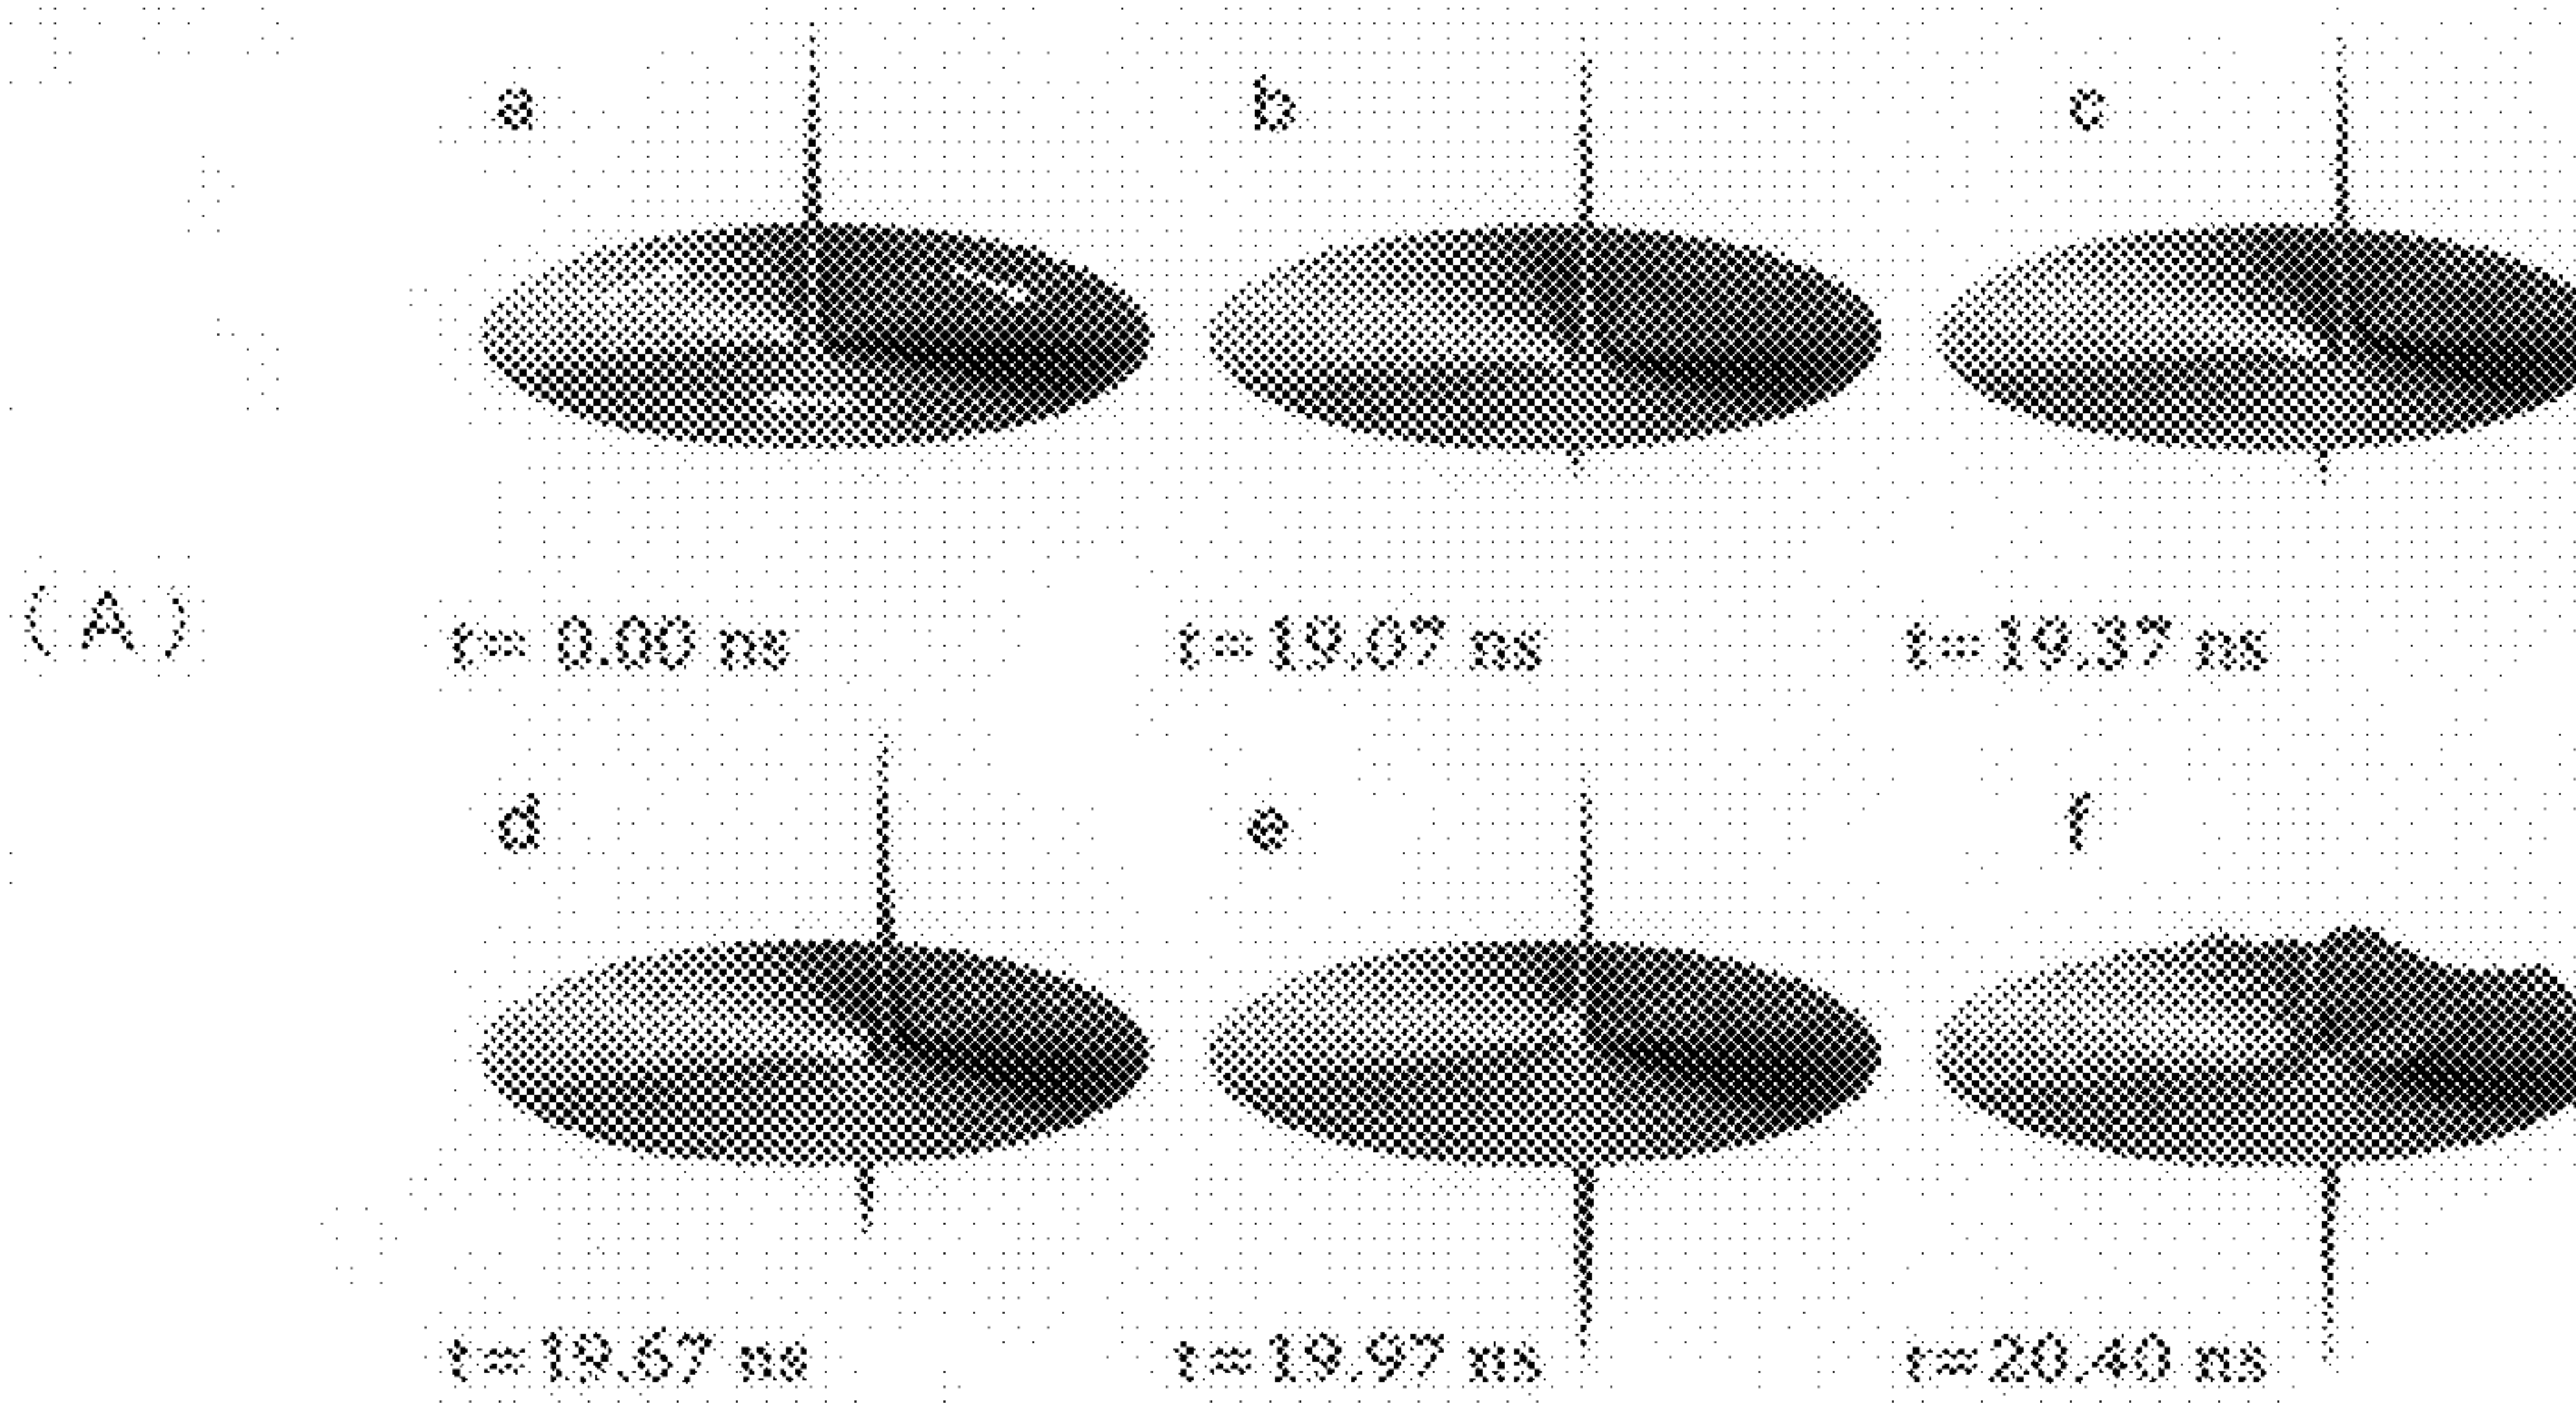 a b c
(A)
t= 0.00 ns t=19.07 ns t=19.37 ns
d e f
t=19.67 ns t=19.97 ns t=20.40 ns